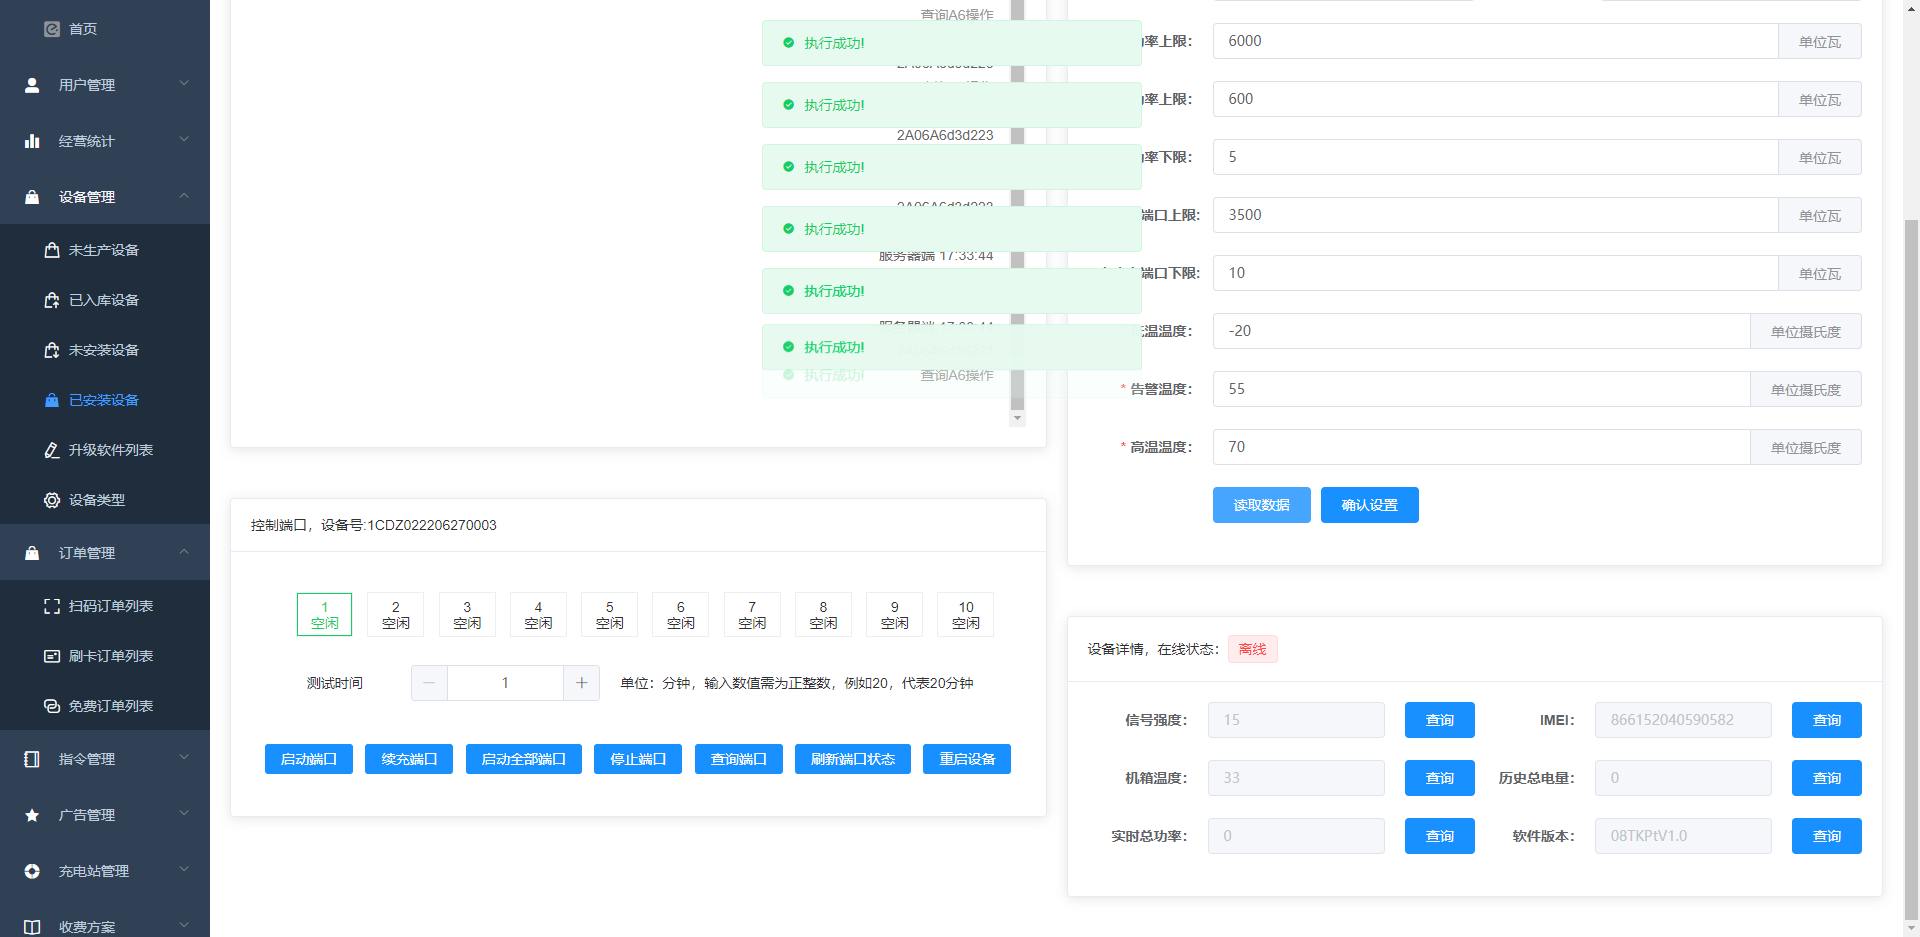 首页
用户管理
经营统计
设备管理
未生产设备
已入库设备
未安装设备
已安装设备
升级软件列表
设备类型
订单管理
扫码订单列表
刷卡订单列表
免费订单列表
指令管理
广告管理
充电站管理
收费方案
查询A6操作
执行成功!
执行成功!
2A06A6d3d223
执行成功!
2A06A6d3d223
执行成功!
服务器端 17:33:44
执行成功!
服务器端 17:33:44
执行成功!
执行成功!
查询A6操作
率上限： 6000 单位瓦
率上限： 600 单位瓦
率下限： 5 单位瓦
端口上限: 3500 单位瓦
端口下限: 10 单位瓦
温温度： -20 单位摄氏度
* 告警温度： 55 单位摄氏度
* 高温温度： 70 单位摄氏度
读取数据 确认设置
控制端口，设备号:1CDZ022206270003
1 2 3 4 5 6 7 8 9 10
空闲 空闲 空闲 空闲 空闲 空闲 空闲 空闲 空闲 空闲
测试时间 − 1 + 单位：分钟，输入数值需为正整数，例如20，代表20分钟
启动端口 续充端口 启动全部端口 停止端口 查询端口 刷新端口状态 重启设备
设备详情，在线状态： 离线
信号强度： 15 查询 IMEI： 866152040590582 查询
机箱温度： 33 查询 历史总电量： 0 查询
实时总功率： 0 查询 软件版本： 08TKPtV1.0 查询